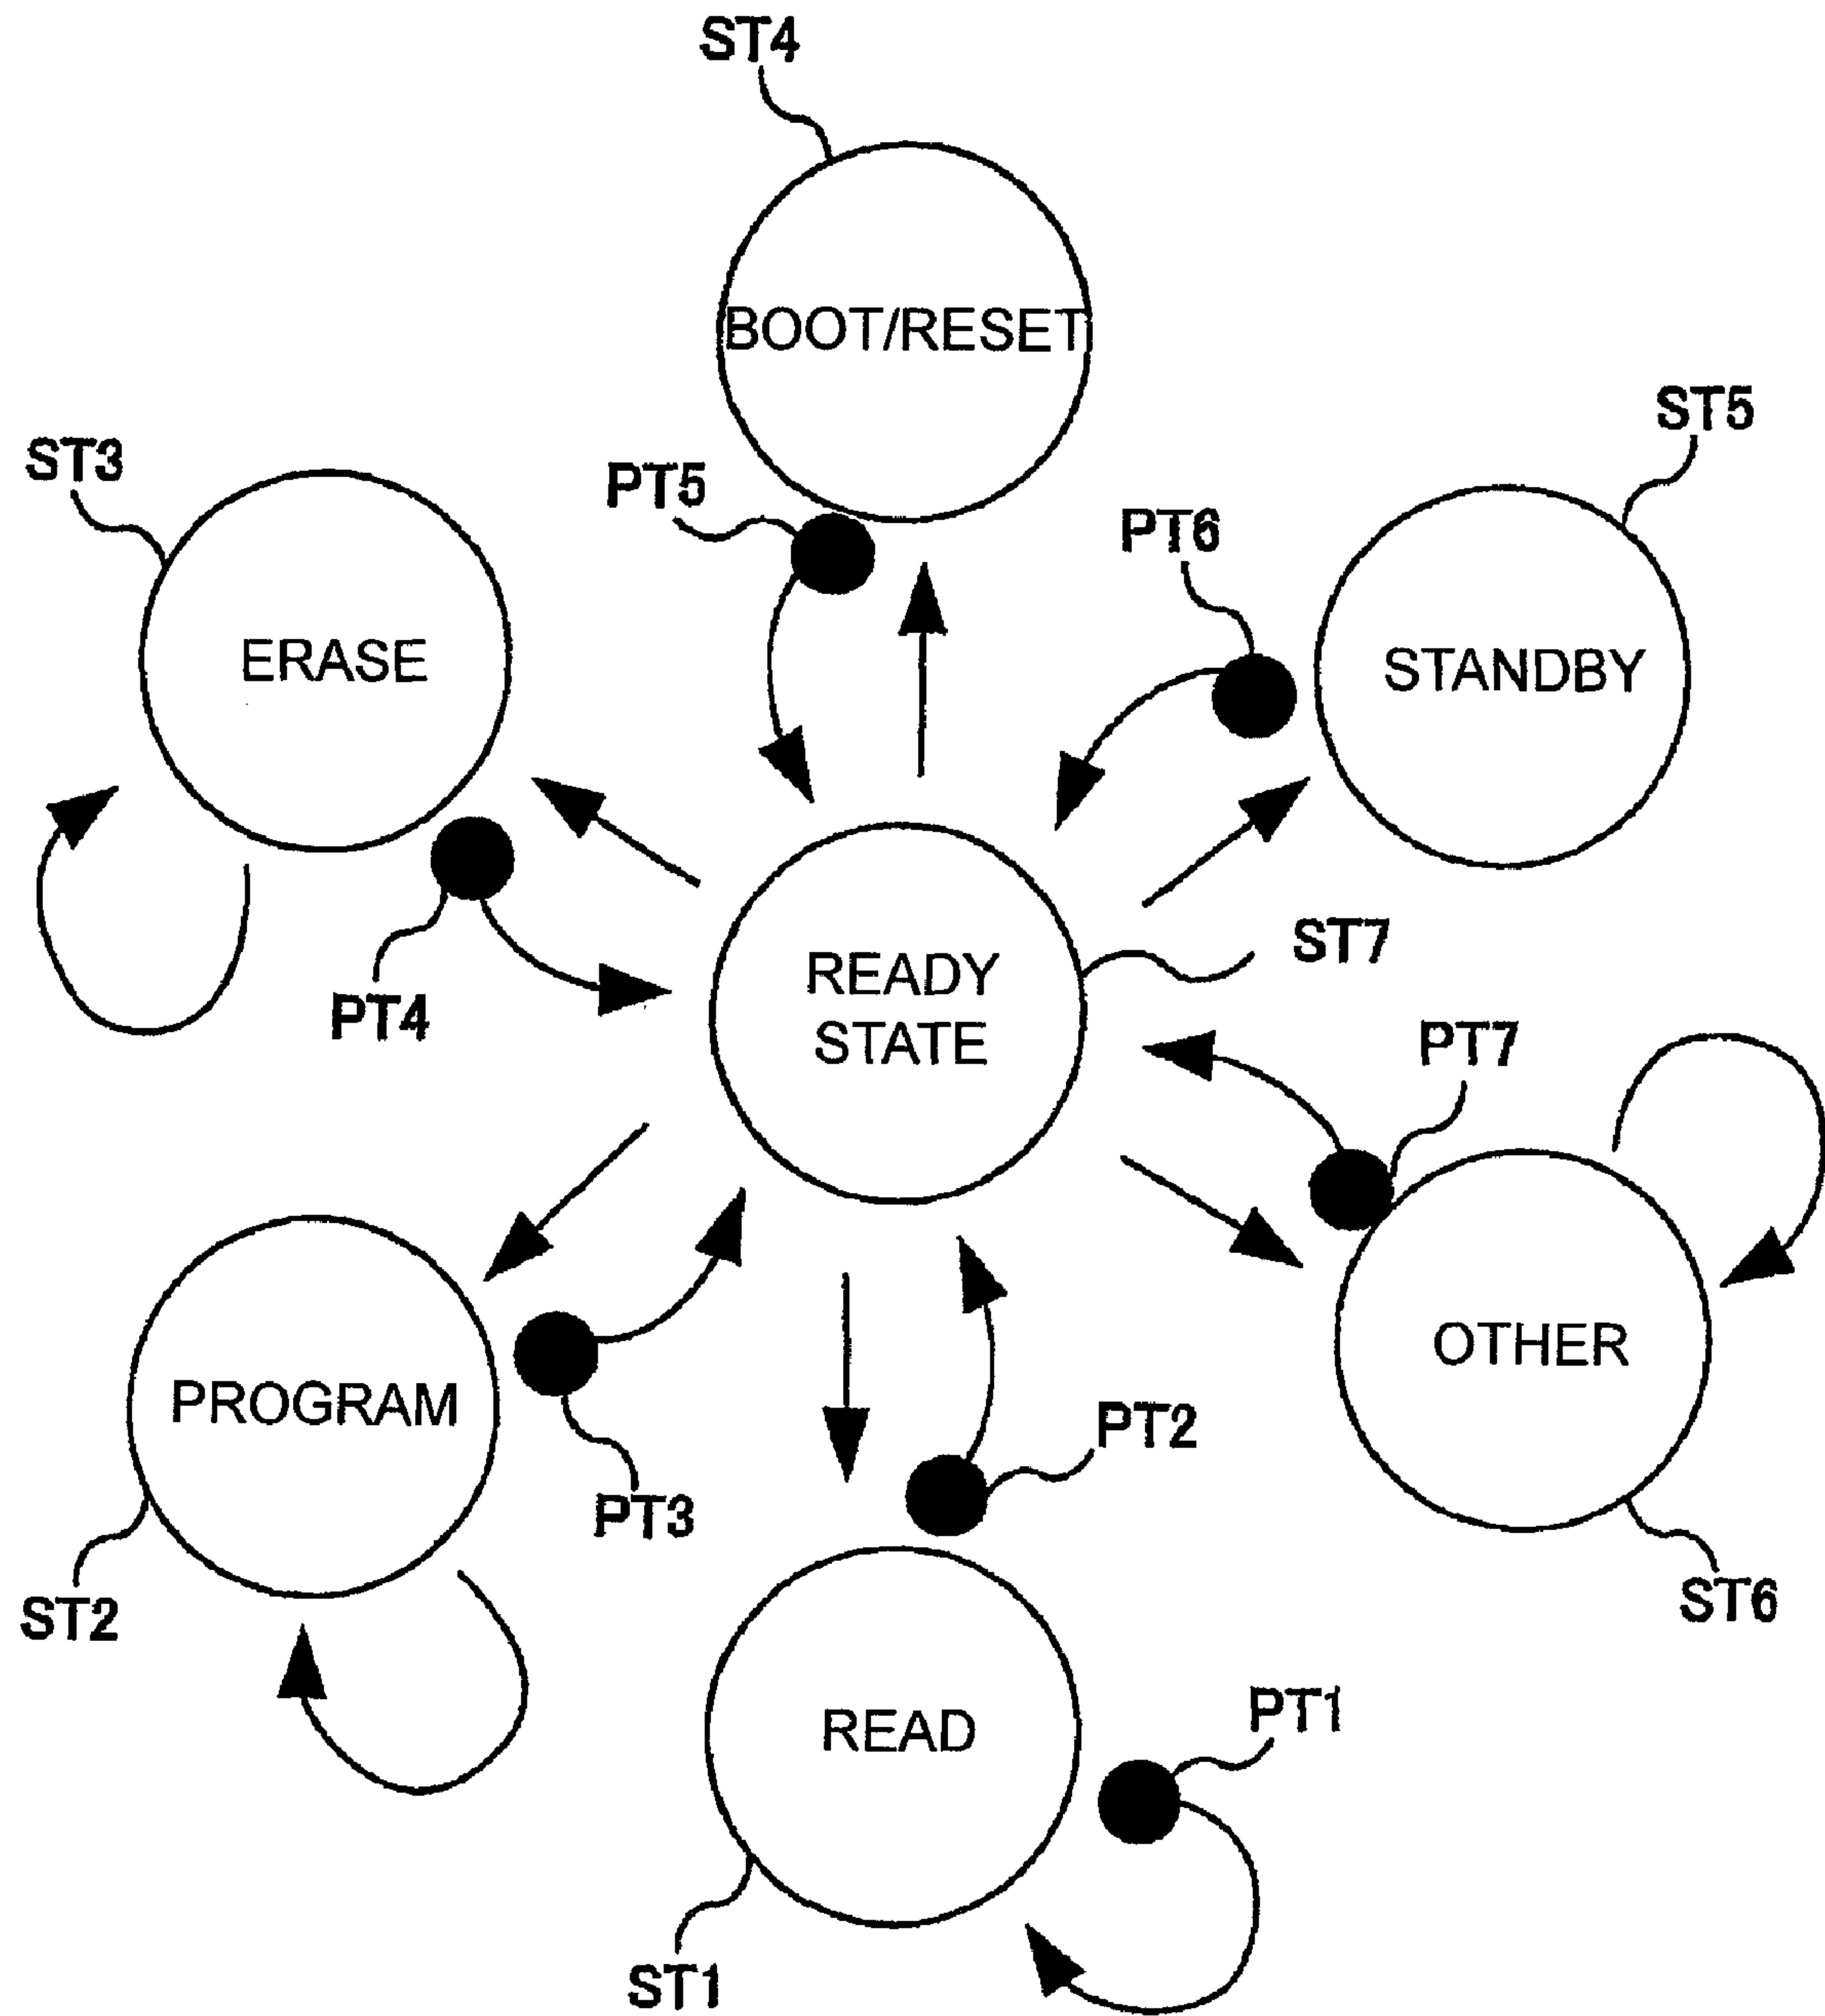 ST4
BOOT/RESET
ST5
ST3
PT5
PT6
ERASE
STANDBY
ST7
READY
STATE
PT4
PT7
OTHER
PROGRAM
PT2
PT3
ST2
ST6
PT1
READ
ST1